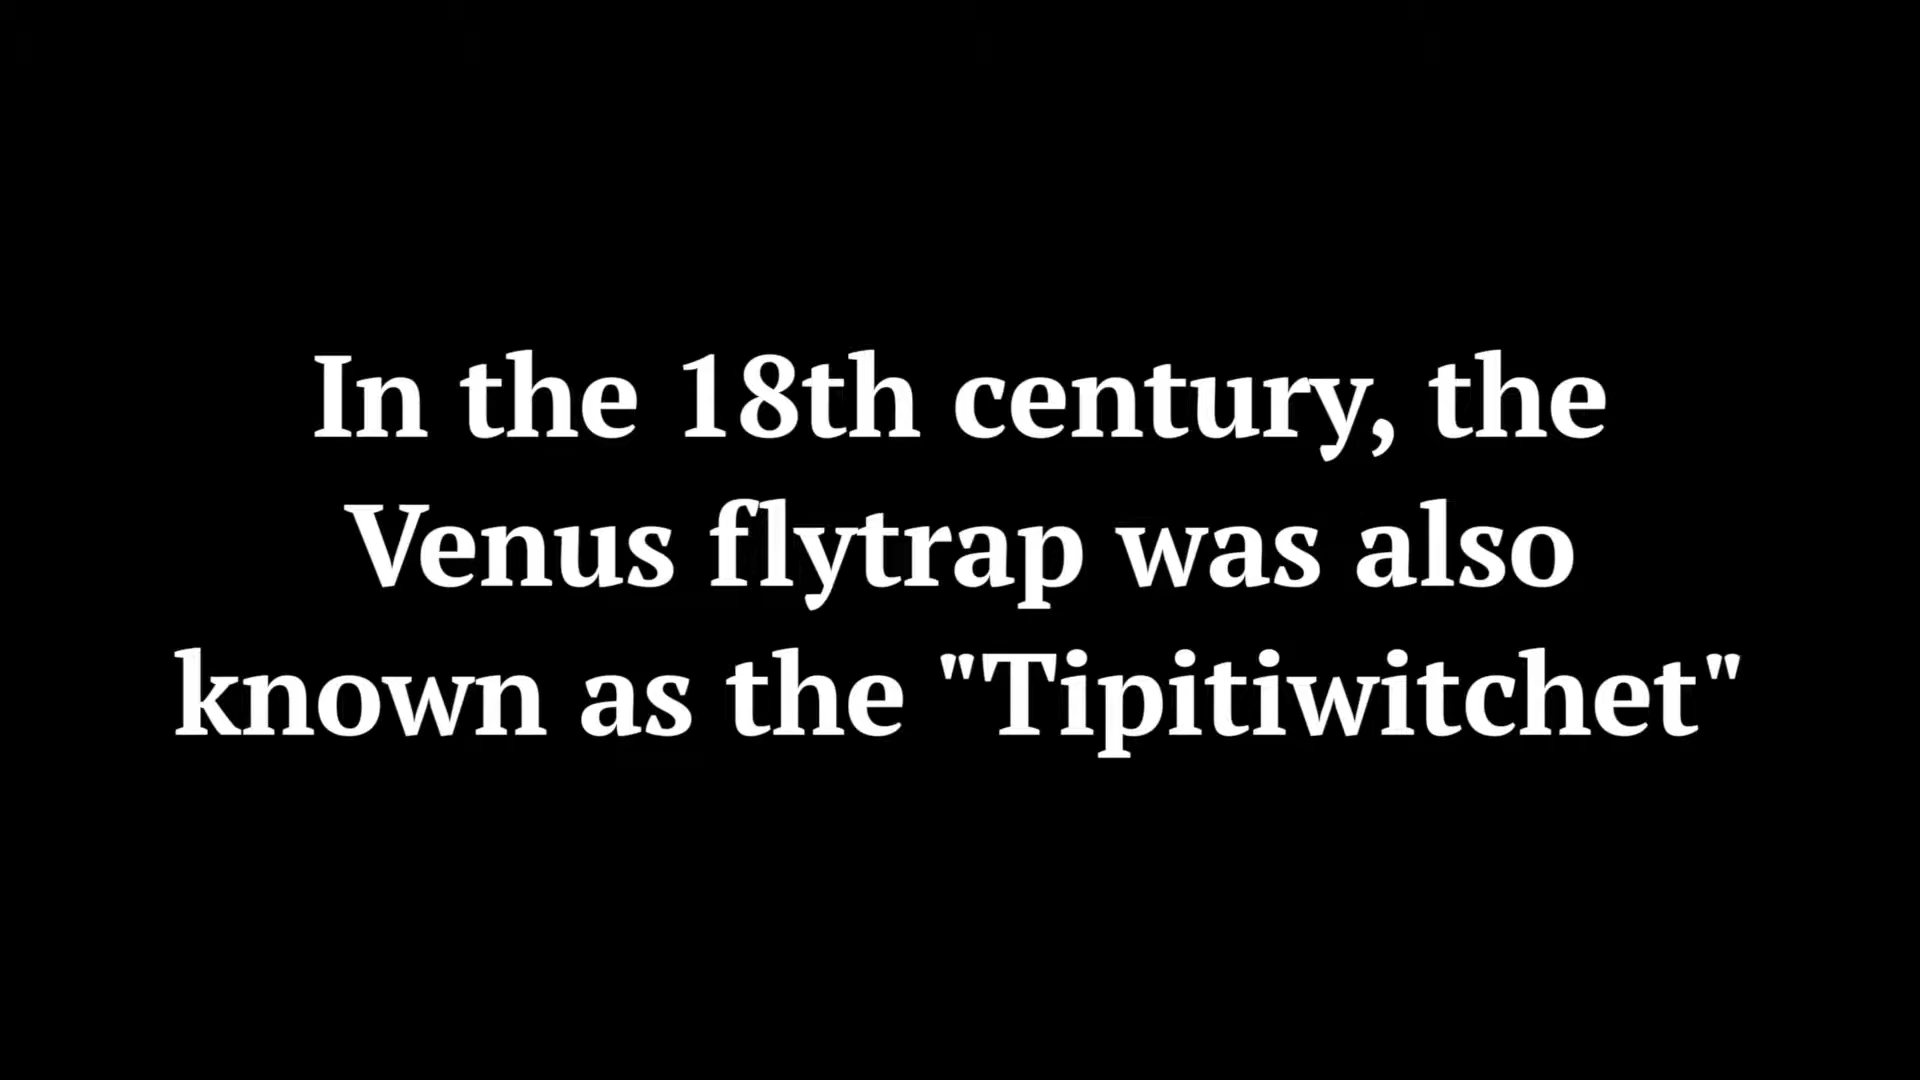 In the 18th century, the
Venus flytrap was also
known as the "Tipitiwitchet"